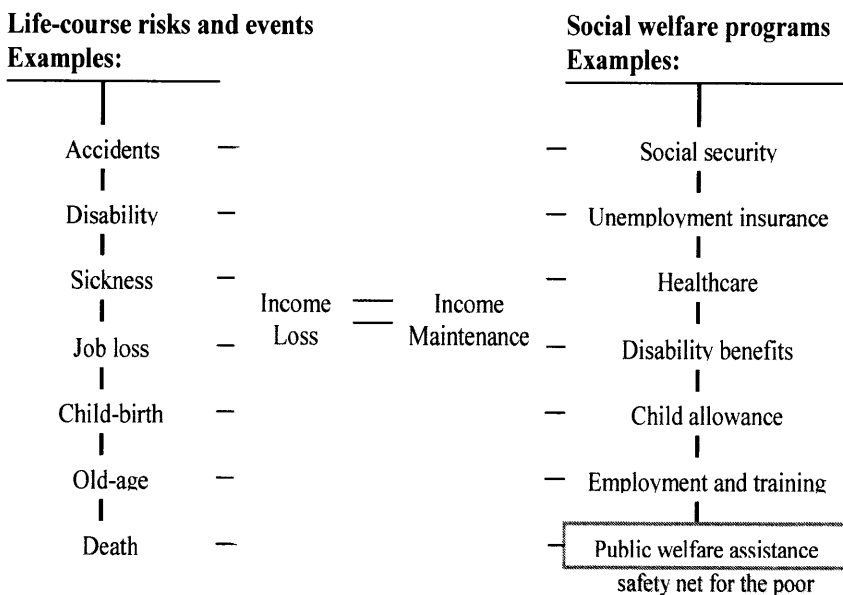 Life-course risks and events
Examples:
Accidents
Disability
Sickness
Job loss
Child-birth
Old-age
Death
Income
Loss
Income
Maintenance
Social welfare programs
Examples:
Social security
Unemployment insurance
Healthcare
Disability benefits
Child allowance
Employment and training
Public welfare assistance
safety net for the poor